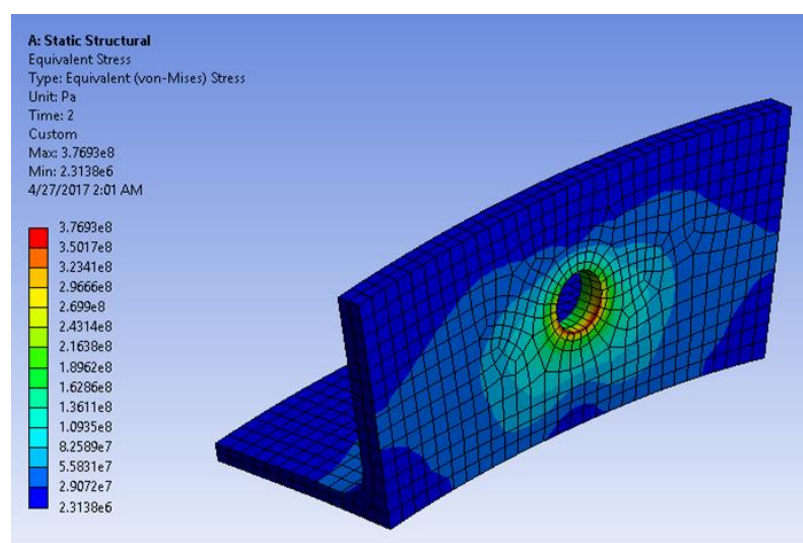 A: Static Structural
Equivalent Stress
Type: Equivalent (von-Mises) Stress
Unit: Pa
Time: 2
Custom
Max: 3.7693e8
Min: 2.3138e6
4/27/2017 2:01 AM
3.7693e8
3.5017e8
3.2341e8
2.9666e8
2.699e8
2.4314e8
2.1638e8
1.8962e8
1.6286e8
1.3611e8
1.0935e8
8.2589e7
5.5831e7
2.9072e7
2.3138e6